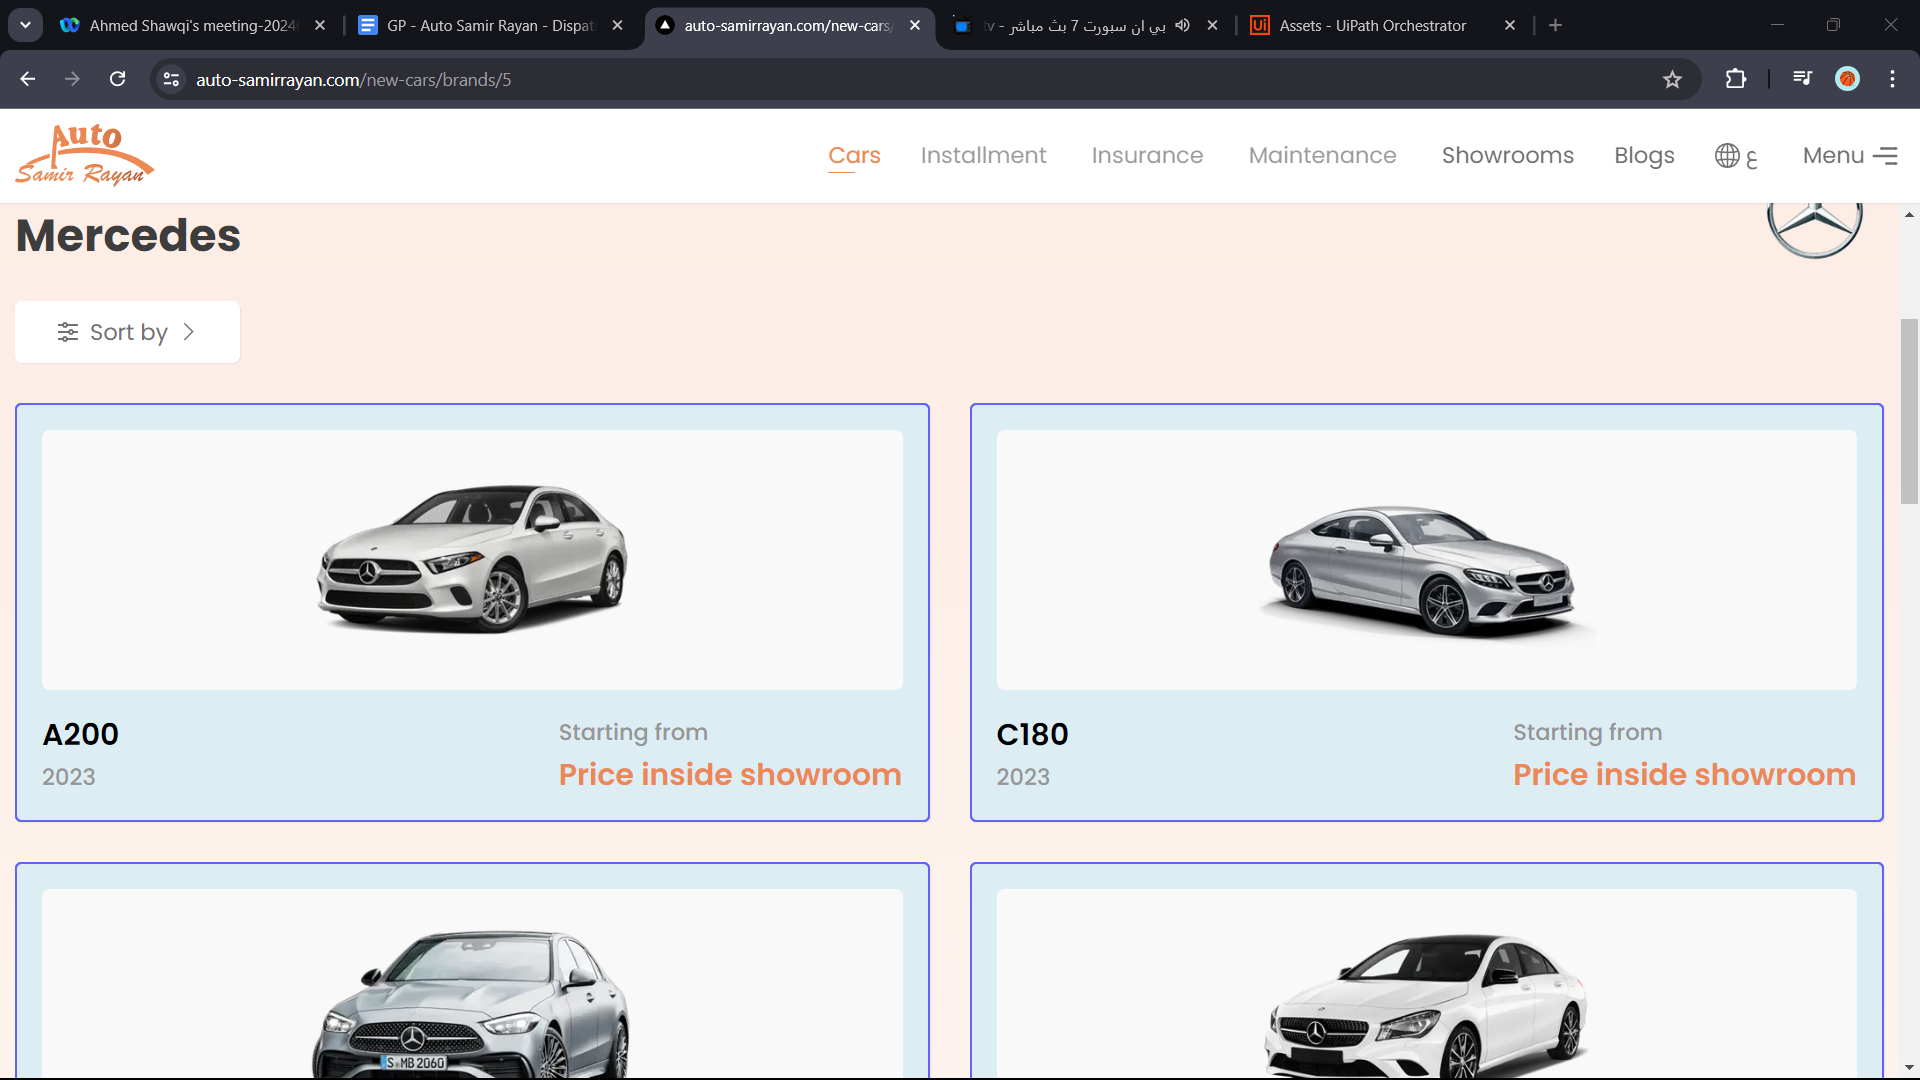 Ahmed Shawqi's meeting-2024
GP - Auto Samir Rayan - Dispat
auto-samirrayan.com/new-cars/
بي ان سبورت 7 بث مباشر - tv
Assets - UiPath Orchestrator
auto-samirrayan.com/new-cars/brands/5
Auto
Samir Rayan
Cars
Installment
Insurance
Maintenance
Showrooms
Blogs
ع
Menu
Mercedes
Sort by
A200
Starting from
2023
Price inside showroom
C180
Starting from
2023
Price inside showroom
S MB 2060